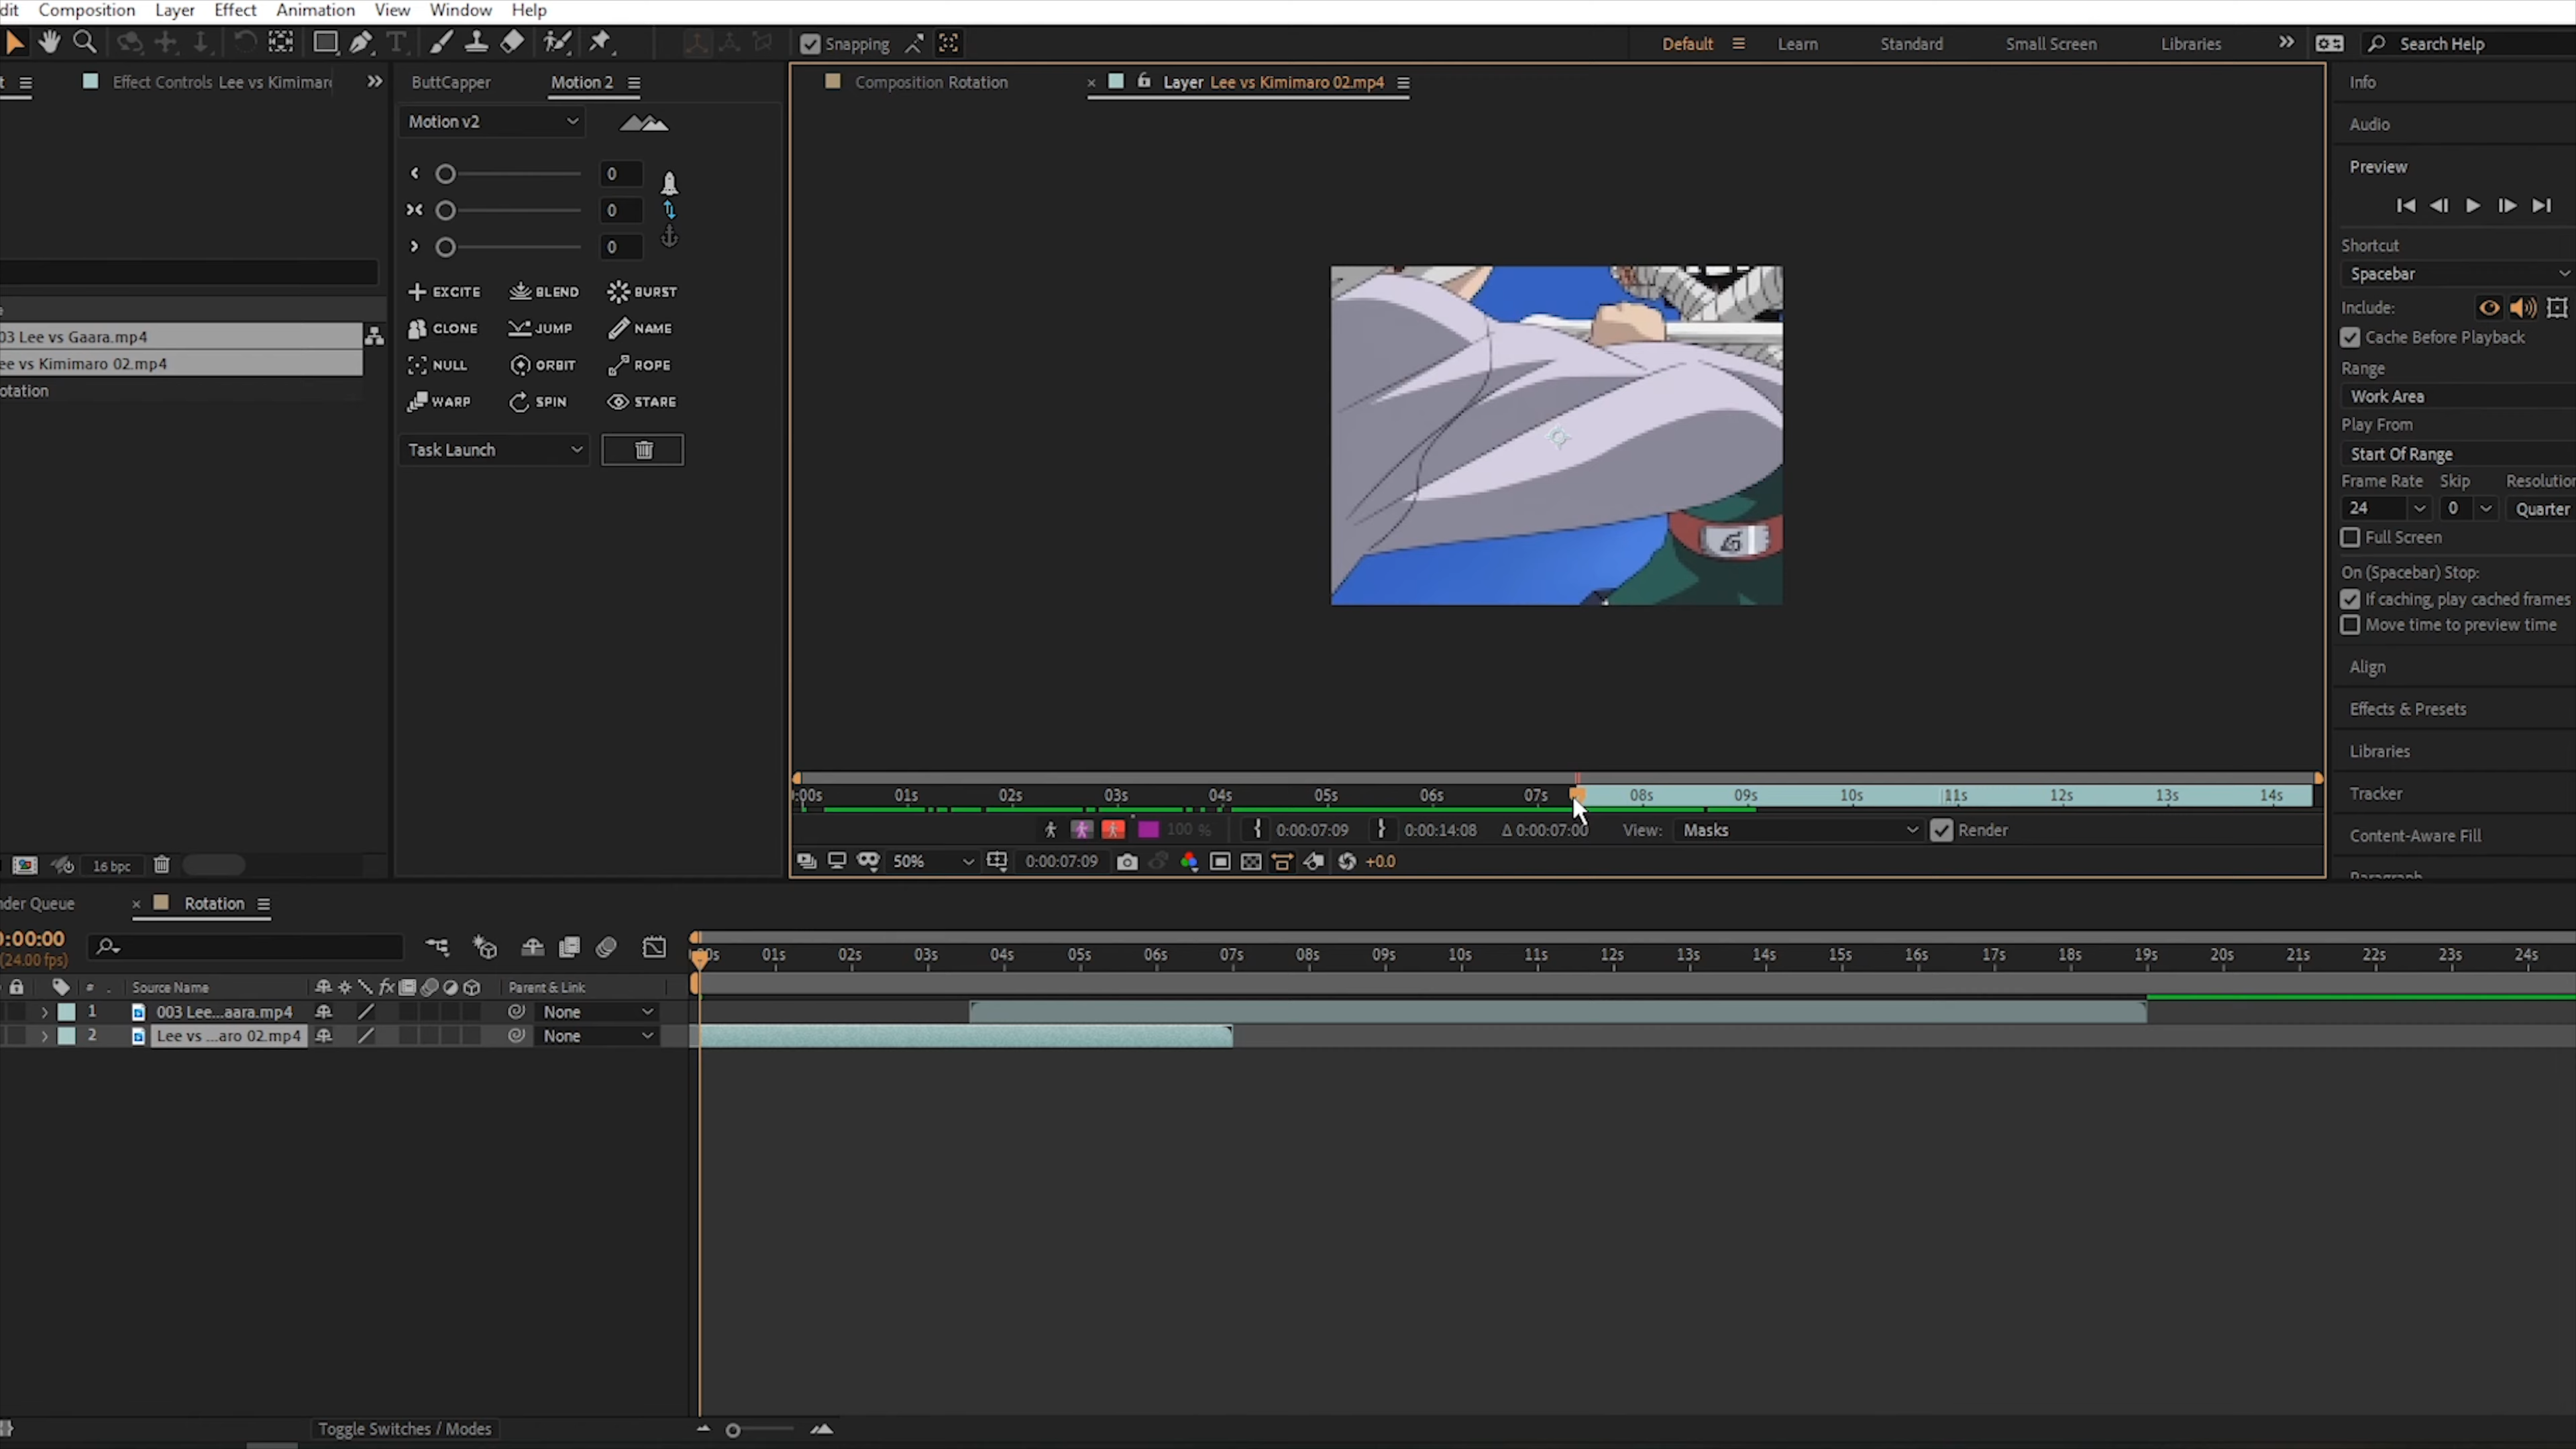 dit Composition Layer Effect Animation View Window Help
Snapping
Default Learn Standard Small Screen Libraries Search Help
t Effect Controls Lee vs Kimimaro
03 Lee vs Gaara.mp4
ee vs Kimimaro 02.mp4
otation
16 bpc
ButtCapper Motion 2
Motion v2
0
0
0
EXCITE BLEND BURST
CLONE JUMP NAME
NULL ORBIT ROPE
WARP SPIN STARE
Task Launch
Composition Rotation × Layer Lee vs Kimimaro 02.mp4
:00s 01s 02s 03s 04s 05s 06s 07s 08s 09s 10s 11s 12s 13s 14s
100 % 0:00:07:09 0:00:14:08 Δ 0:00:07:00 View: Masks Render
50% 0:00:07:09 +0.0
Info
Audio
Preview
Shortcut
Spacebar
Include:
Cache Before Playback
Range
Work Area
Play From
Start Of Range
Frame Rate Skip Resolution
24 0 Quarter
Full Screen
On (Spacebar) Stop:
If caching, play cached frames
Move time to preview time
Align
Effects & Presets
Libraries
Tracker
Content-Aware Fill
Paragraph
nder Queue × Rotation
0:00:00
(24.00 fps)
00s 01s 02s 03s 04s 05s 06s 07s 08s 09s 10s 11s 12s 13s 14s 15s 16s 17s 18s 19s 20s 21s 22s 23s 24s
# . Source Name fx Parent & Link
1 003 Lee...aara.mp4 None
2 Lee vs ...aro 02.mp4 None
Toggle Switches / Modes